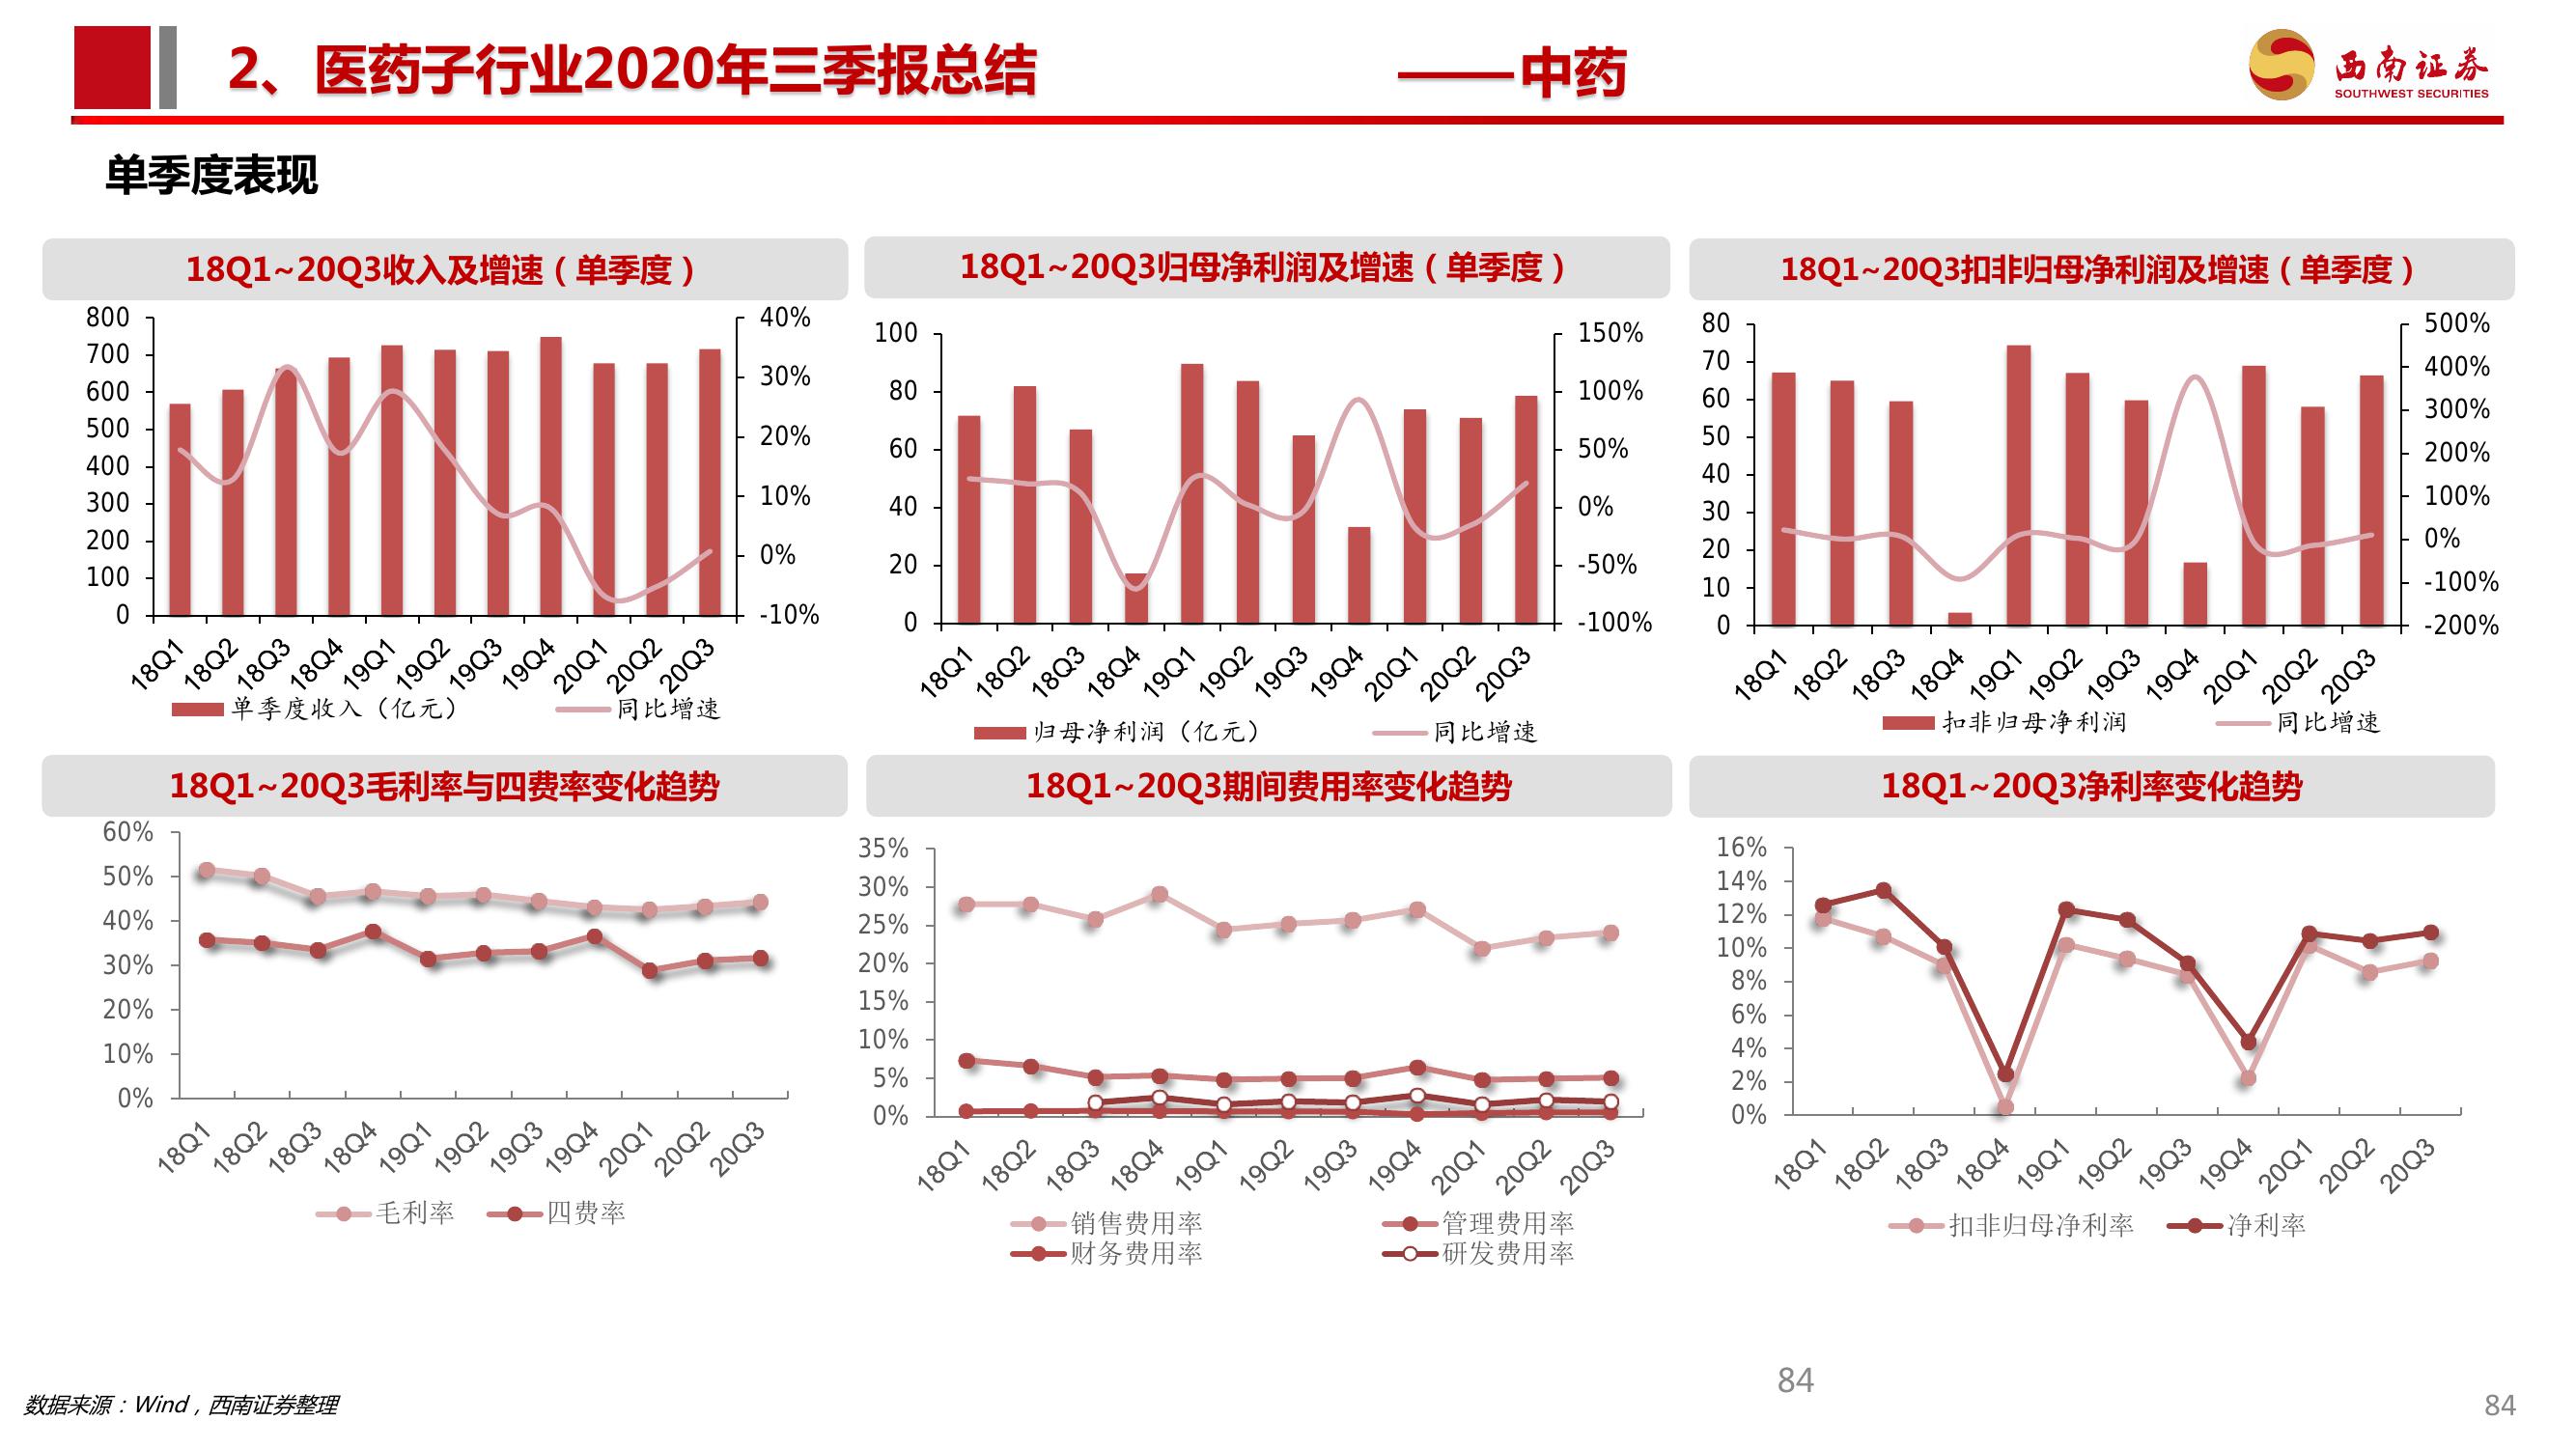 2、医药子行业2020年三季报总结 ——中药
西南证券
SOUTHWEST SECURITIES
单季度表现
18Q1~20Q3收入及增速（单季度）
800
700
600
500
400
300
200
100
0
40%
30%
20%
10%
0%
-10%
18Q1 18Q2 18Q3 18Q4 19Q1 19Q2 19Q3 19Q4 20Q1 20Q2 20Q3
单季度收入（亿元） 同比增速
18Q1~20Q3归母净利润及增速（单季度）
100
80
60
40
20
0
150%
100%
50%
0%
-50%
-100%
18Q1 18Q2 18Q3 18Q4 19Q1 19Q2 19Q3 19Q4 20Q1 20Q2 20Q3
归母净利润（亿元） 同比增速
18Q1~20Q3扣非归母净利润及增速（单季度）
80
70
60
50
40
30
20
10
0
500%
400%
300%
200%
100%
0%
-100%
-200%
18Q1 18Q2 18Q3 18Q4 19Q1 19Q2 19Q3 19Q4 20Q1 20Q2 20Q3
扣非归母净利润 同比增速
18Q1~20Q3毛利率与四费率变化趋势
60%
50%
40%
30%
20%
10%
0%
18Q1 18Q2 18Q3 18Q4 19Q1 19Q2 19Q3 19Q4 20Q1 20Q2 20Q3
毛利率 四费率
18Q1~20Q3期间费用率变化趋势
35%
30%
25%
20%
15%
10%
5%
0%
18Q1 18Q2 18Q3 18Q4 19Q1 19Q2 19Q3 19Q4 20Q1 20Q2 20Q3
销售费用率 管理费用率
财务费用率 研发费用率
18Q1~20Q3净利率变化趋势
16%
14%
12%
10%
8%
6%
4%
2%
0%
18Q1 18Q2 18Q3 18Q4 19Q1 19Q2 19Q3 19Q4 20Q1 20Q2 20Q3
扣非归母净利率 净利率
84
数据来源：Wind，西南证券整理
84